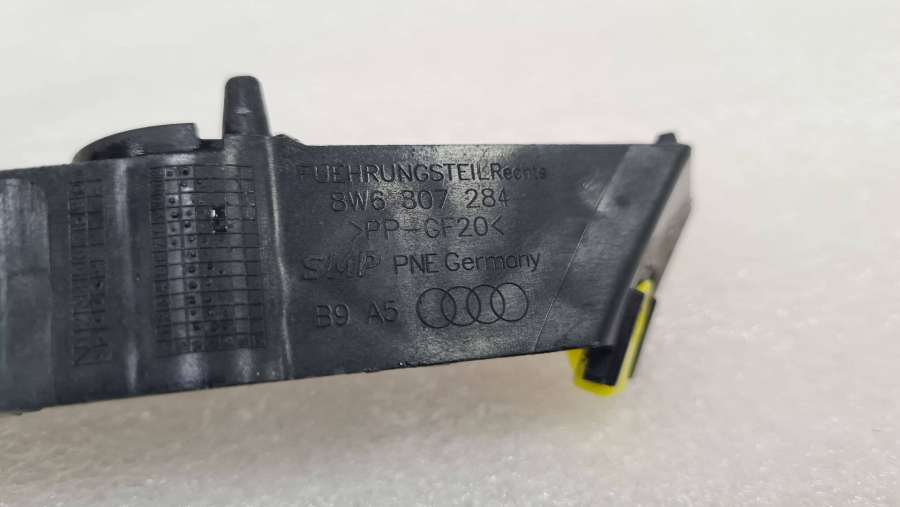 FUEHRUNGSTEIL Rechts
8W6 807 284
>PP-GF20<
SMP PNE Germany
B9 A5